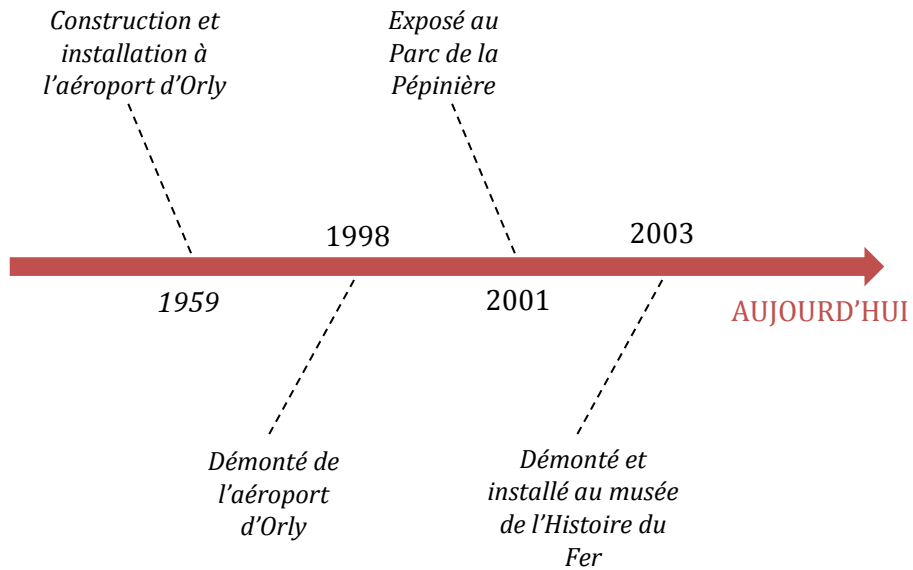 Construction et
installation à
l'aéroport d'Orly
Exposé au
Parc de la
Pépinière
1998
2003
1959
2001
AUJOURD'HUI
Démonté de
l'aéroport
d'Orly
Démonté et
installé au musée
de l'Histoire du
Fer